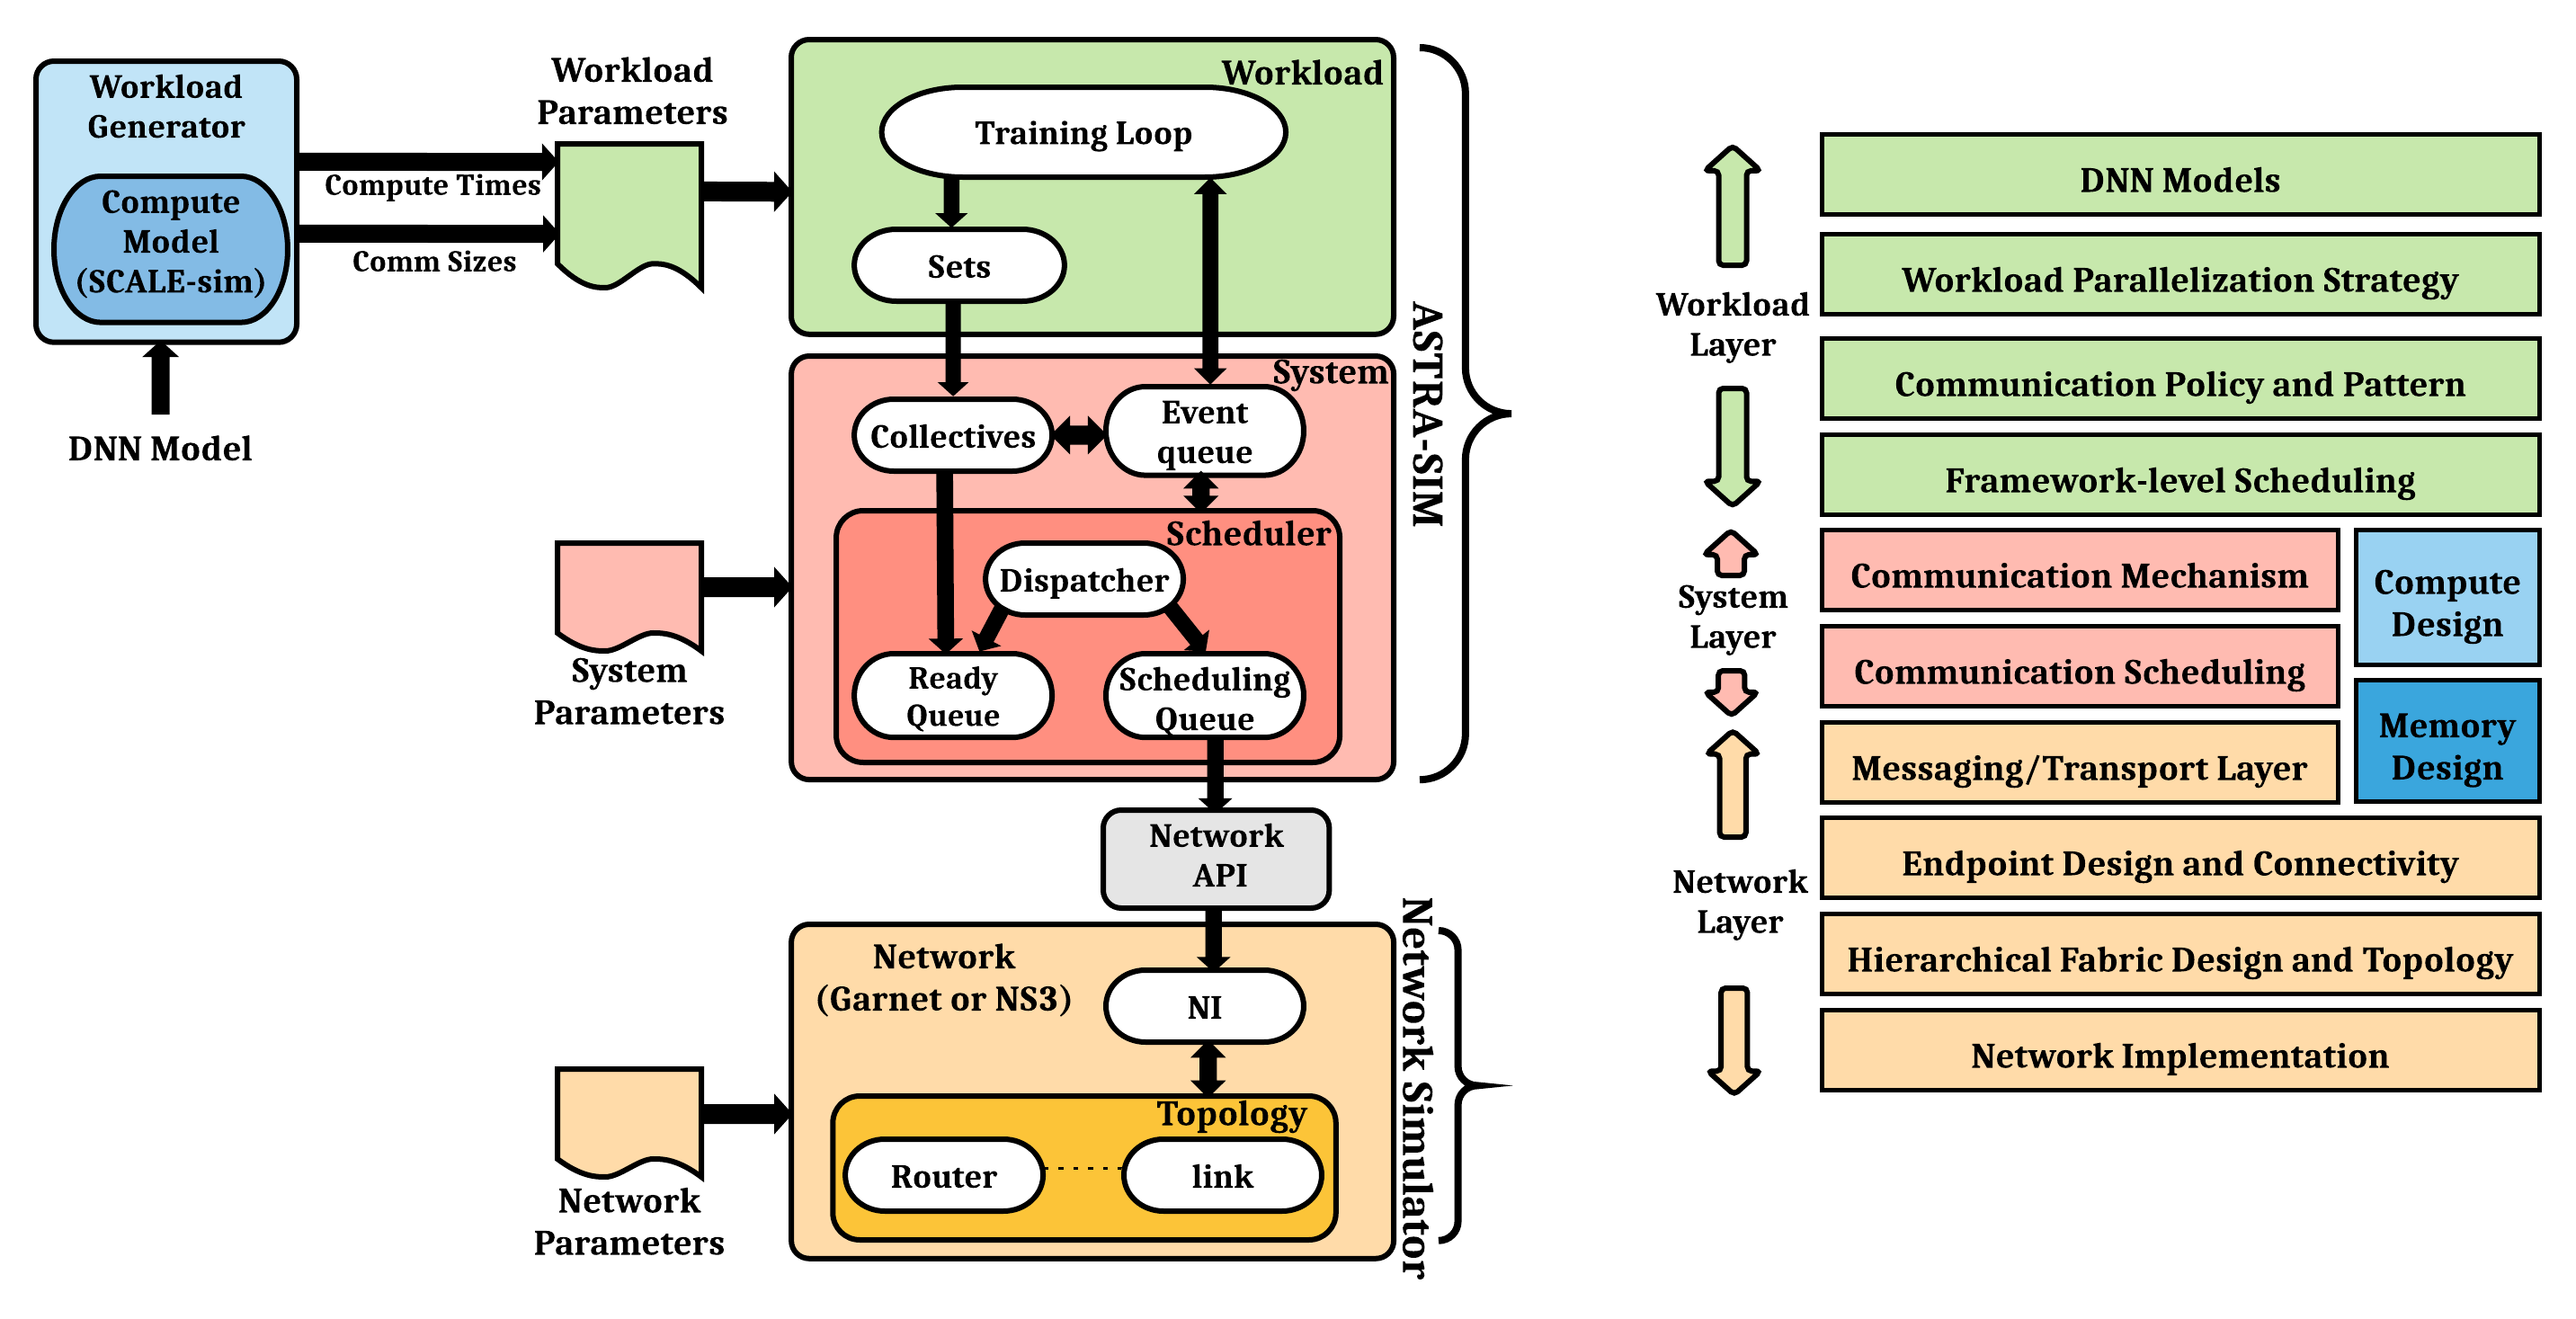 Workload
Generator
Compute
Model
(SCALE-sim)
DNN Model
Compute Times
Comm Sizes
Workload
Parameters
Workload
Training Loop
Sets
System
Collectives
Event
queue
Scheduler
Dispatcher
Ready
Queue
Scheduling
Queue
System
Parameters
ASTRA-SIM
Network
API
Network
(Garnet or NS3)
NI
Topology
Router
link
Network
Parameters
Network Simulator
Workload
Layer
System
Layer
Network
Layer
DNN Models
Workload Parallelization Strategy
Communication Policy and Pattern
Framework-level Scheduling
Communication Mechanism
Communication Scheduling
Compute
Design
Memory
Design
Messaging/Transport Layer
Endpoint Design and Connectivity
Hierarchical Fabric Design and Topology
Network Implementation